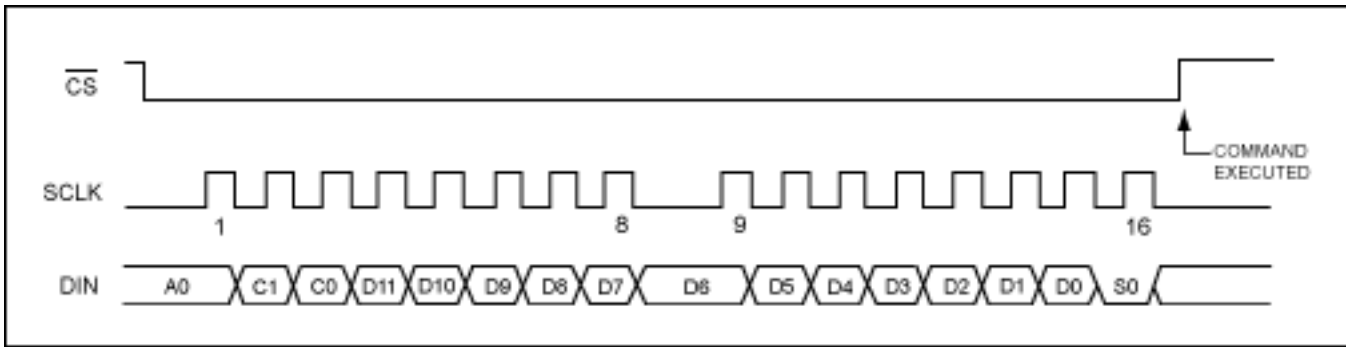 CS
COMMAND
EXECUTED
SCLK
1 8 9 16
DIN A0 C1 C0 D11 D10 D9 D8 D7 D6 D5 D4 D3 D2 D1 D0 S0